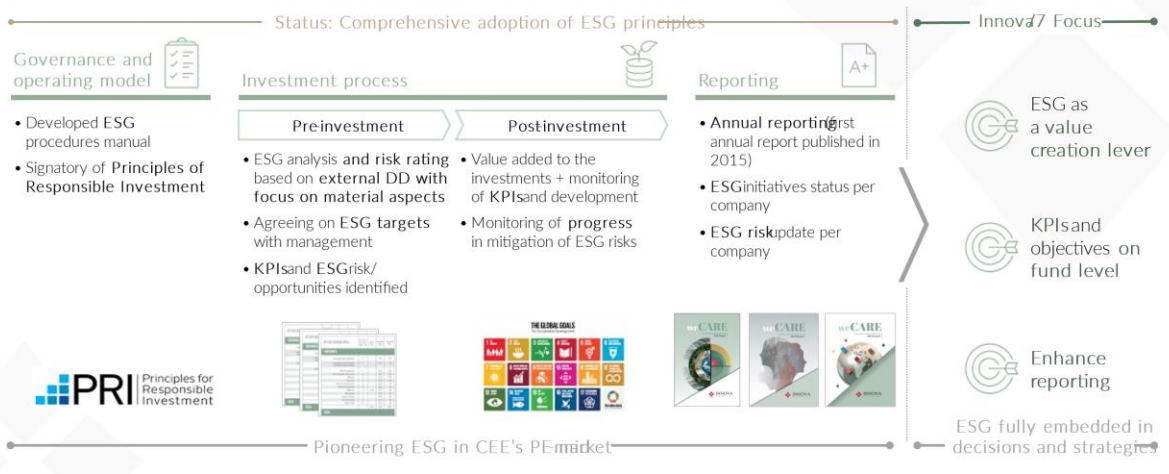 Status: Comprehensive adoption of ESG principles
Innova/7 Focus
Governance and
operating model
• Developed ESG
procedures manual
• Signatory of Principles of
Responsible Investment
PRI
Principles for
Responsible
Investment
Investment process
Pre-investment
• ESG analysis and risk rating
based on external DD with
focus on material aspects
• Agreeing on ESG targets
with management
• KPIs and ESG risk/
opportunities identified
Post-investment
• Value added to the
investments + monitoring
of KPIs and development
• Monitoring of progress
in mitigation of ESG risks
THE GLOBAL GOALS
Reporting
A+
• Annual reporting (first
annual report published in
2015)
• ESG initiatives status per
company
• ESG risk update per
company
weCARE
INNOVA
weCARE
INNOVA
weCARE
INNOVA
ESG as
a value
creation lever
KPIs and
objectives on
fund level
Enhance
reporting
Pioneering ESG in CEE's PE mid-market
ESG fully embedded in
decisions and strategies